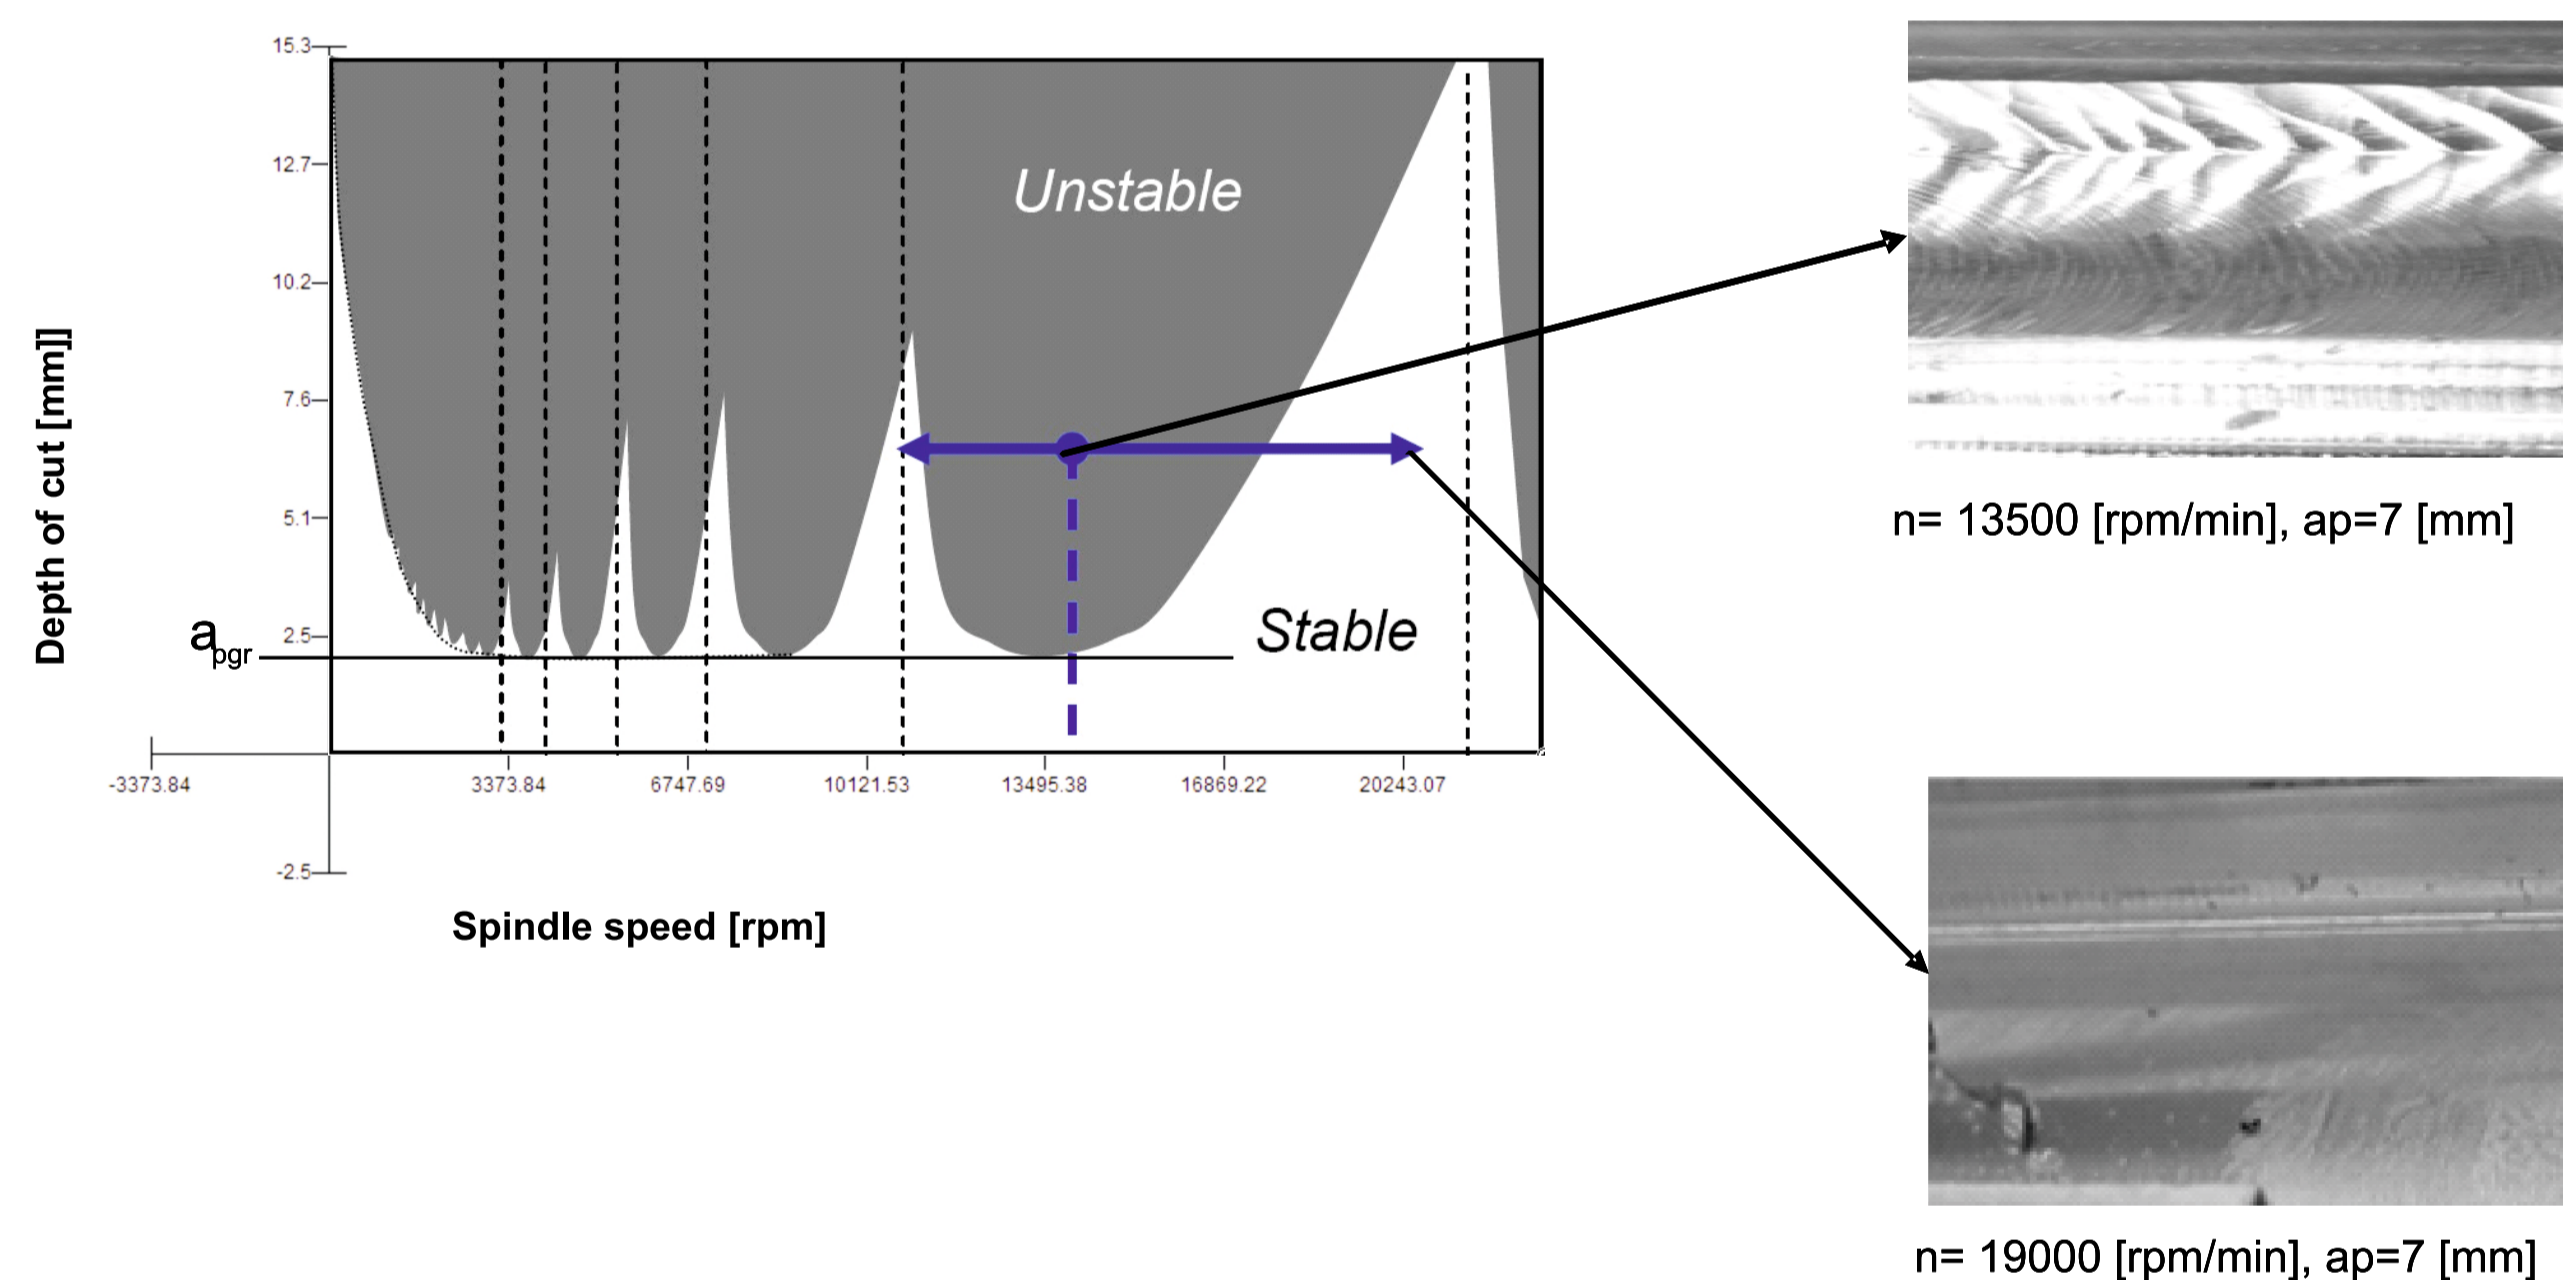 15.3
12.7
10.2
7.6
5.1
2.5
-2.5
Depth of cut [mm]]
a
pgr
Unstable
Stable
-3373.84
3373.84
6747.69
10121.53
13495.38
16869.22
20243.07
Spindle speed [rpm]
n= 13500 [rpm/min], ap=7 [mm]
n= 19000 [rpm/min], ap=7 [mm]